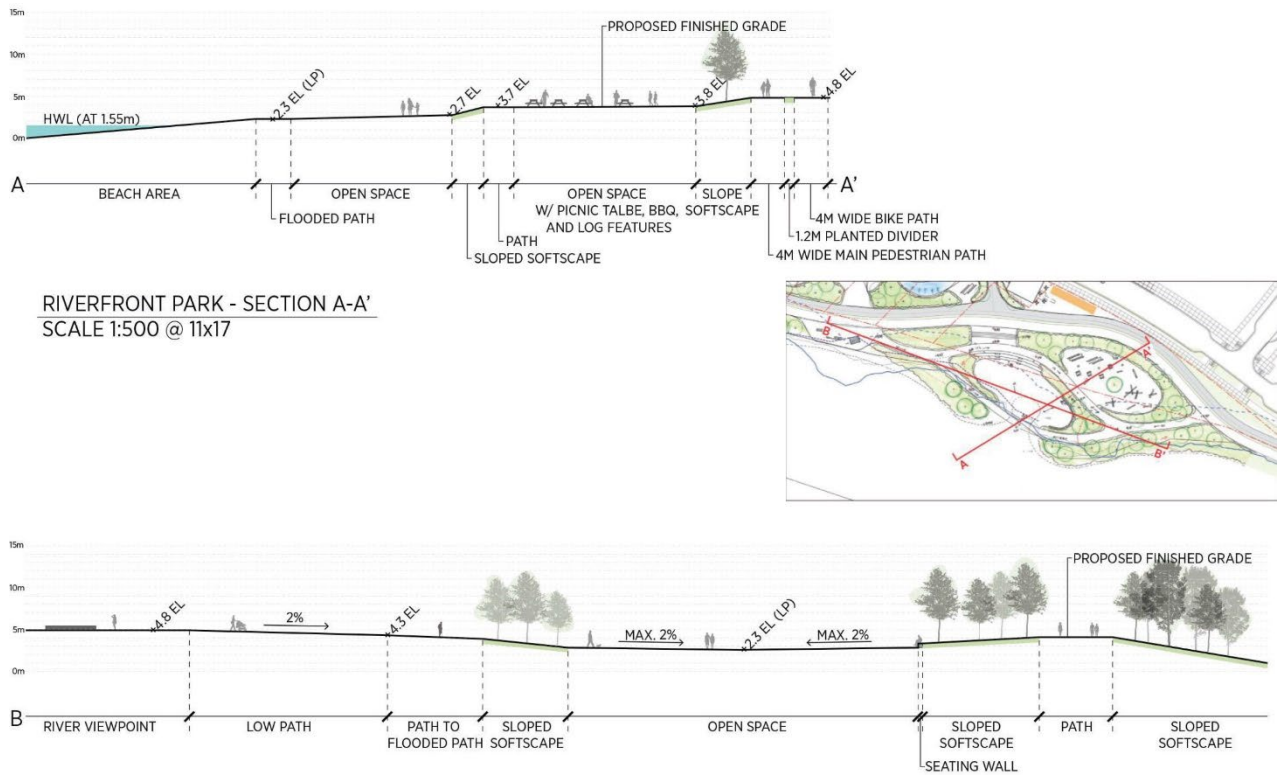 15m
10m
5m
0m
PROPOSED FINISHED GRADE
HWL (AT 1.55m)
+2.3 EL (LP)
+2.7 EL
+3.7 EL
+3.8 EL
+4.8 EL
A
BEACH AREA
OPEN SPACE
OPEN SPACE
W/ PICNIC TALBE, BBQ,
AND LOG FEATURES
SLOPE
SOFTSCAPE
A'
FLOODED PATH
PATH
SLOPED SOFTSCAPE
4M WIDE BIKE PATH
1.2M PLANTED DIVIDER
4M WIDE MAIN PEDESTRIAN PATH
RIVERFRONT PARK - SECTION A-A'
SCALE 1:500 @ 11x17
B
A'
A
B'
15m
10m
5m
0m
PROPOSED FINISHED GRADE
+4.8 EL
2%
+4.3 EL
MAX. 2%
+2.3 EL (LP)
MAX. 2%
B
RIVER VIEWPOINT
LOW PATH
PATH TO
FLOODED PATH
SLOPED
SOFTSCAPE
OPEN SPACE
SLOPED
SOFTSCAPE
PATH
SLOPED
SOFTSCAPE
SEATING WALL